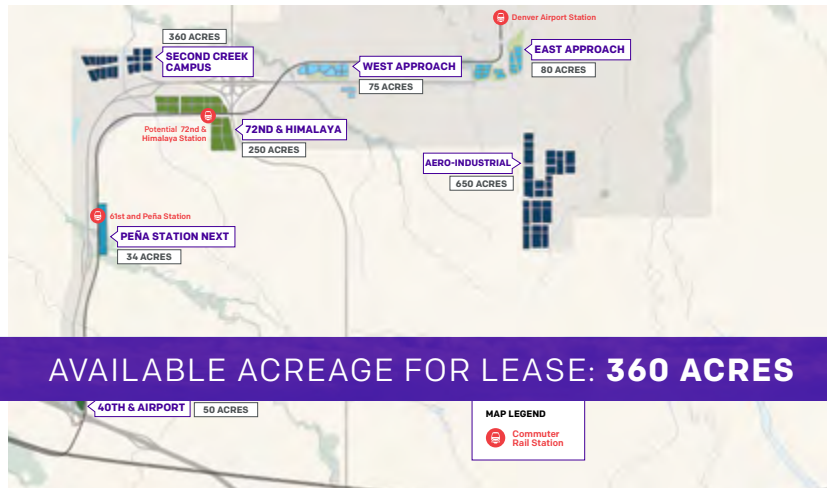 Denver Airport Station
360 ACRES
SECOND CREEK
CAMPUS
EAST APPROACH
80 ACRES
WEST APPROACH
75 ACRES
Potential 72nd &
Himalaya Station
72ND & HIMALAYA
250 ACRES
AERO-INDUSTRIAL
650 ACRES
61st and Peña Station
PEÑA STATION NEXT
34 ACRES
AVAILABLE ACREAGE FOR LEASE: 360 ACRES
40TH & AIRPORT
50 ACRES
MAP LEGEND
Commuter
Rail Station